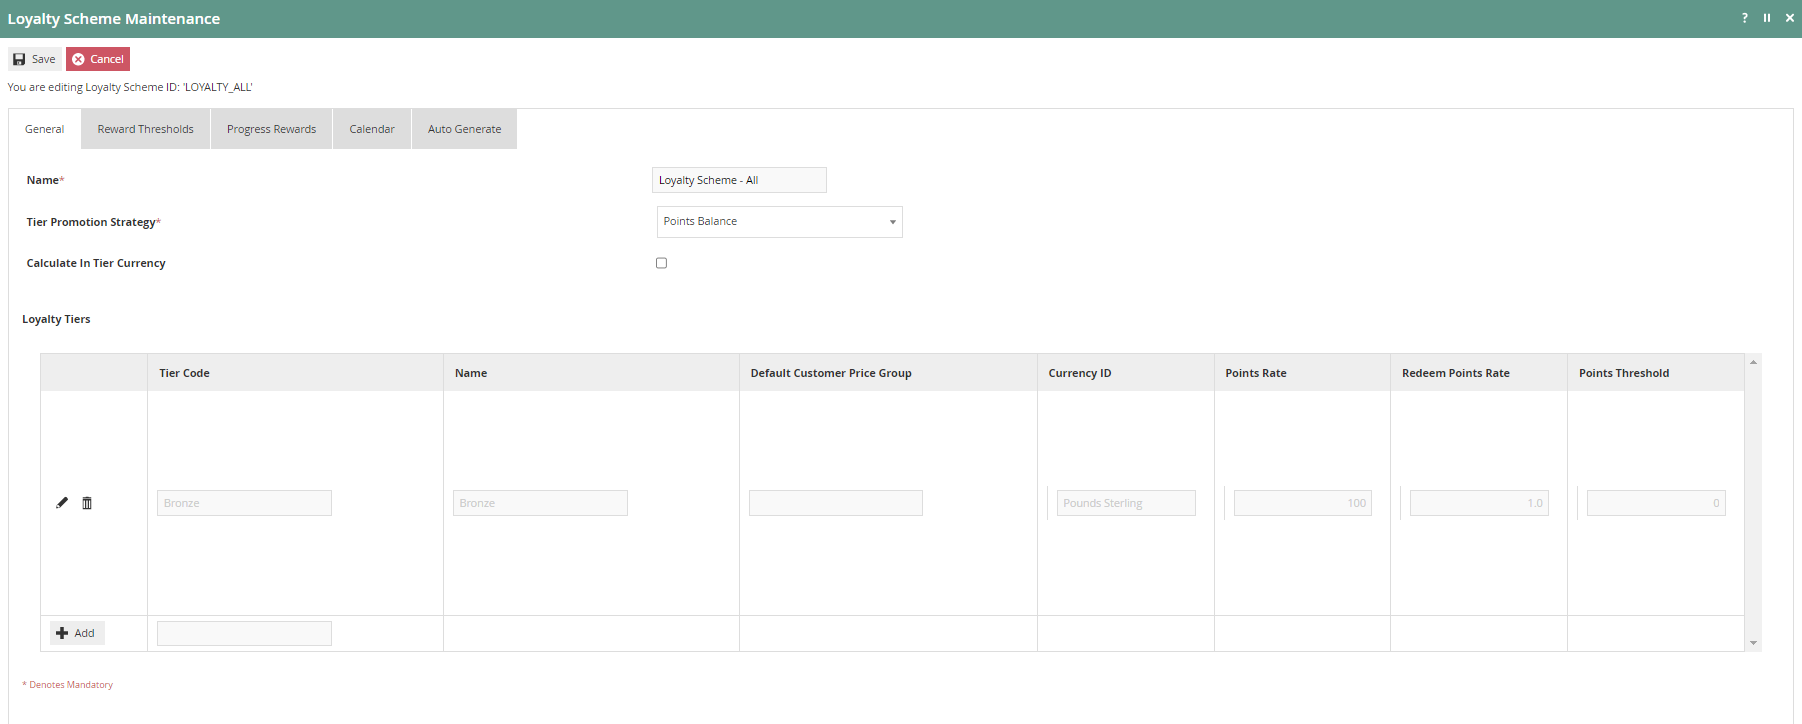 Loyalty Scheme Maintenance
?
Save Cancel
You are editing Loyalty Scheme ID: 'LOYALTY_ALL'
General Reward Thresholds Progress Rewards Calendar Auto Generate
Name* Loyalty Scheme - All
Tier Promotion Strategy* Points Balance
Calculate In Tier Currency
Loyalty Tiers
Tier Code Name Default Customer Price Group Currency ID Points Rate Redeem Points Rate Points Threshold
Bronze Bronze Pounds Sterling 100 1.0 0
Add
* Denotes Mandatory